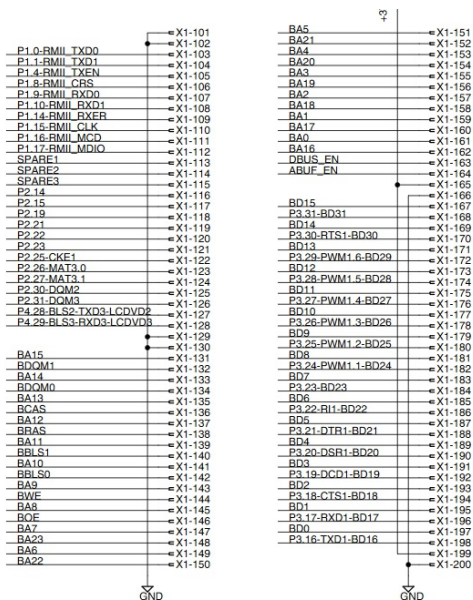 X1-101
X1-102
P1.0-RMII_TXD0 X1-103
P1.1-RMII_TXD1 X1-104
P1.4-RMII_TXEN X1-105
P1.8-RMII_CRS X1-106
P1.9-RMII_RXD0 X1-107
P1.10-RMII_RXD1 X1-108
P1.14-RMII_RXER X1-109
P1.15-RMII_CLK X1-110
P1.16-RMII_MCD X1-111
P1.17-RMII_MDIO X1-112
SPARE1 X1-113
SPARE2 X1-114
SPARE3 X1-115
P2.14 X1-116
P2.15 X1-117
P2.19 X1-118
P2.21 X1-119
P2.22 X1-120
P2.23 X1-121
P2.25-CKE1 X1-122
P2.26-MAT3.0 X1-123
P2.27-MAT3.1 X1-124
P2.30-DQM2 X1-125
P2.31-DQM3 X1-126
P4.28-BLS2-TXD3-LCDVD2 X1-127
P4.29-BLS3-RXD3-LCDVD3 X1-128
X1-129
X1-130
BA15 X1-131
BDQM1 X1-132
BA14 X1-133
BDQM0 X1-134
BA13 X1-135
BCAS X1-136
BA12 X1-137
BRAS X1-138
BA11 X1-139
BBLS1 X1-140
BA10 X1-141
BBLS0 X1-142
BA9 X1-143
BWE X1-144
BA8 X1-145
BOE X1-146
BA7 X1-147
BA23 X1-148
BA6 X1-149
BA22 X1-150
GND
+3
BA5 X1-151
BA21 X1-152
BA4 X1-153
BA20 X1-154
BA3 X1-155
BA19 X1-156
BA2 X1-157
BA18 X1-158
BA1 X1-159
BA17 X1-160
BA0 X1-161
BA16 X1-162
DBUS_EN X1-163
ABUF_EN X1-164
X1-165
X1-166
BD15 X1-167
P3.31-BD31 X1-168
BD14 X1-169
P3.30-RTS1-BD30 X1-170
BD13 X1-171
P3.29-PWM1.6-BD29 X1-172
BD12 X1-173
P3.28-PWM1.5-BD28 X1-174
BD11 X1-175
P3.27-PWM1.4-BD27 X1-176
BD10 X1-177
P3.26-PWM1.3-BD26 X1-178
BD9 X1-179
P3.25-PWM1.2-BD25 X1-180
BD8 X1-181
P3.24-PWM1.1-BD24 X1-182
BD7 X1-183
P3.23-BD23 X1-184
BD6 X1-185
P3.22-RI1-BD22 X1-186
BD5 X1-187
P3.21-DTR1-BD21 X1-188
BD4 X1-189
P3.20-DSR1-BD20 X1-190
BD3 X1-191
P3.19-DCD1-BD19 X1-192
BD2 X1-193
P3.18-CTS1-BD18 X1-194
BD1 X1-195
P3.17-RXD1-BD17 X1-196
BD0 X1-197
P3.16-TXD1-BD16 X1-198
X1-199
X1-200
GND